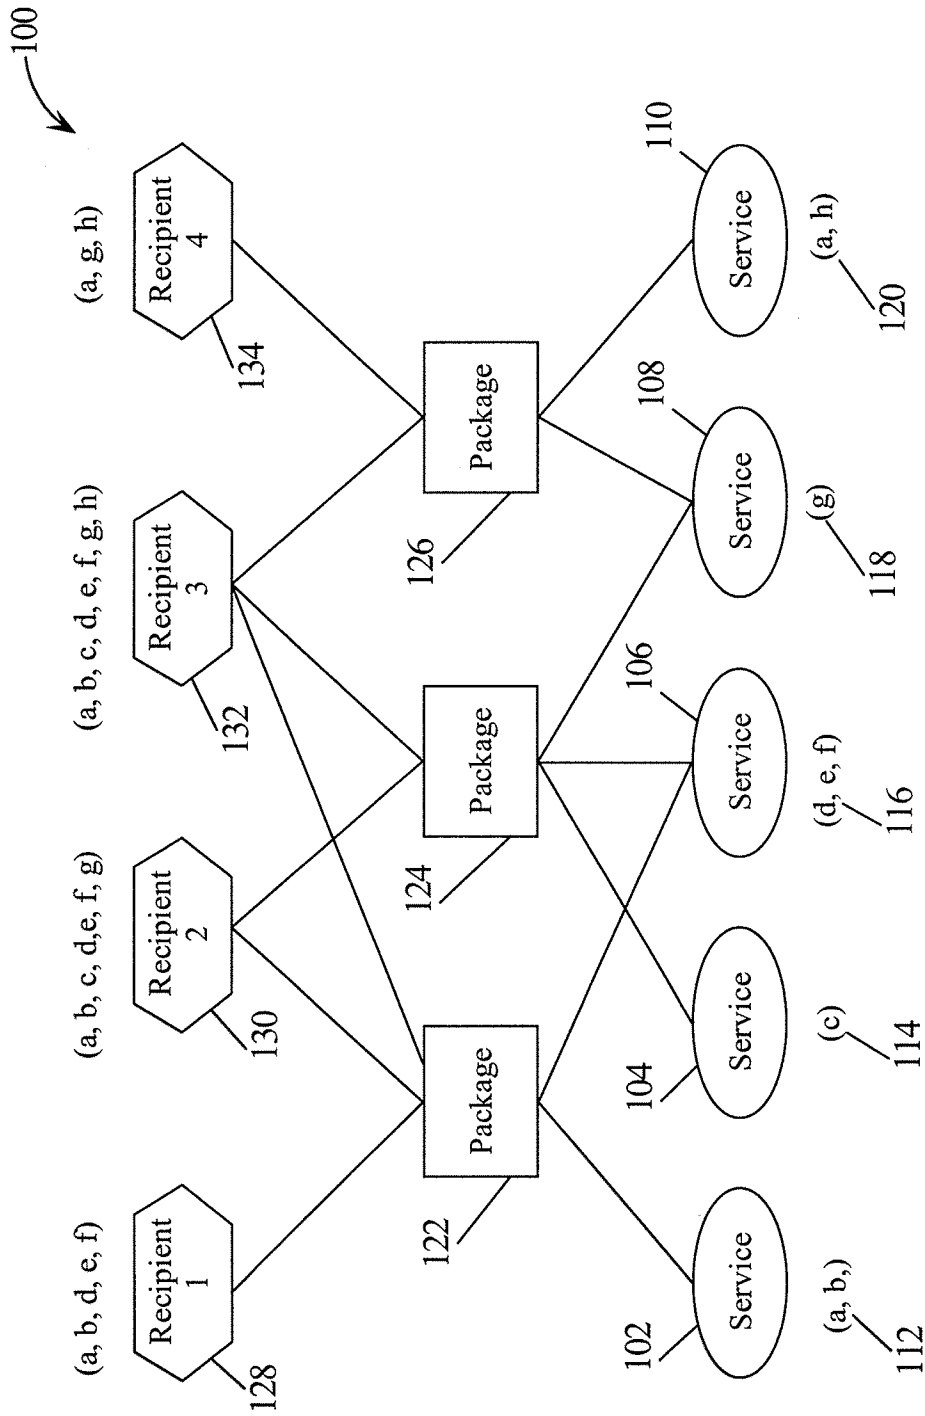 100
(a, b, d, e, f)
(a, b, c, d,e, f, g)
(a, b, c, d, e, f, g, h)
(a, g, h)
Recipient
1
Recipient
2
Recipient
3
Recipient
4
128
130
132
134
Package
Package
Package
122
124
126
102
104
106
108
110
Service
Service
Service
Service
Service
(a, b,)
(c)
(d, e, f)
(g)
(a, h)
112
114
116
118
120